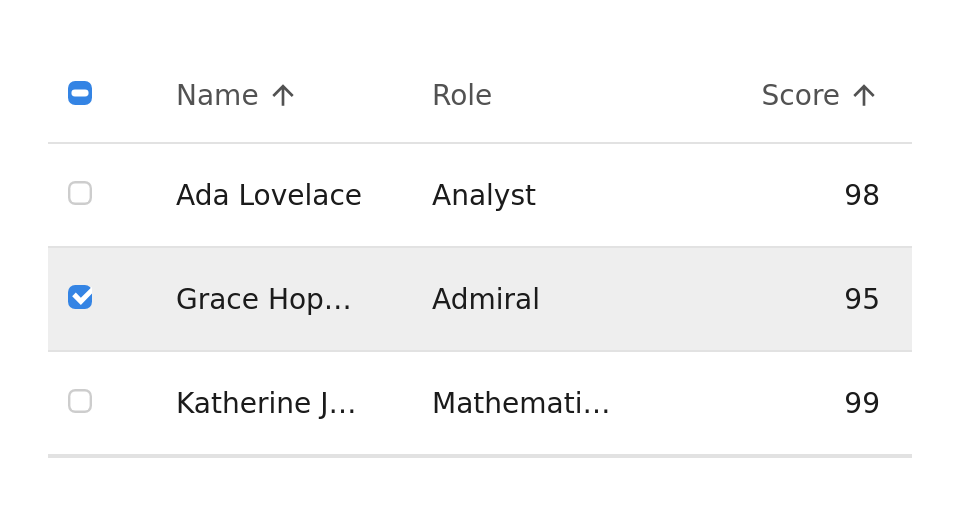 Name Role Score
Ada Lovelace Analyst 98
Grace Hop… Admiral 95
Katherine J… Mathemati… 99